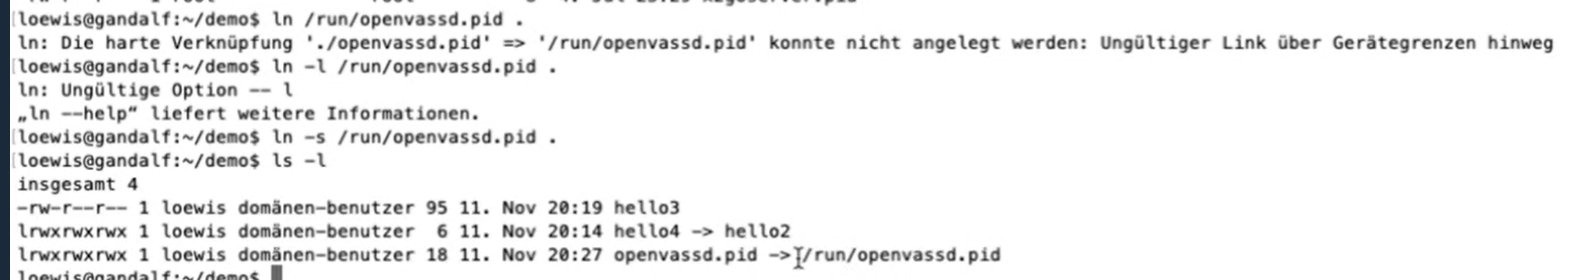 loewis@gandalf:~/demo$ ln /run/openvassd.pid .
ln: Die harte Verknüpfung './openvassd.pid' => '/run/openvassd.pid' konnte nicht angelegt werden: Ungültiger Link über Gerätegrenzen hinweg
loewis@gandalf:~/demo$ ln -l /run/openvassd.pid .
ln: Ungültige Option -- l
„ln --help“ liefert weitere Informationen.
loewis@gandalf:~/demo$ ln -s /run/openvassd.pid .
loewis@gandalf:~/demo$ ls -l
insgesamt 4
-rw-r--r-- 1 loewis domänen-benutzer 95 11. Nov 20:19 hello3
lrwxrwxrwx 1 loewis domänen-benutzer  6 11. Nov 20:14 hello4 -> hello2
lrwxrwxrwx 1 loewis domänen-benutzer 18 11. Nov 20:27 openvassd.pid -> /run/openvassd.pid
loewis@gandalf:~/demo$